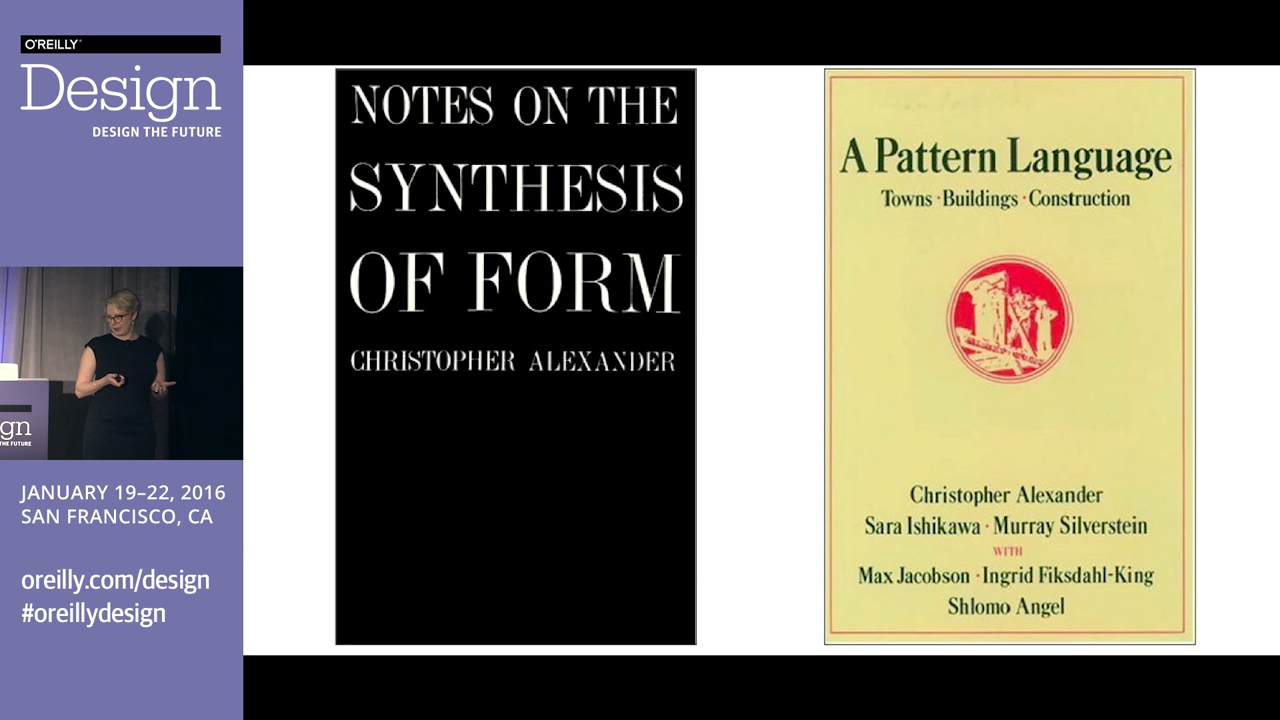 O'REILLY®
Design
DESIGN THE FUTURE
gn
THE FUTURE
JANUARY 19–22, 2016
SAN FRANCISCO, CA
oreilly.com/design
#oreillydesign
NOTES ON THE
SYNTHESIS
OF FORM
CHRISTOPHER ALEXANDER
A Pattern Language
Towns · Buildings · Construction
Christopher Alexander
Sara Ishikawa · Murray Silverstein
WITH
Max Jacobson · Ingrid Fiksdahl-King
Shlomo Angel